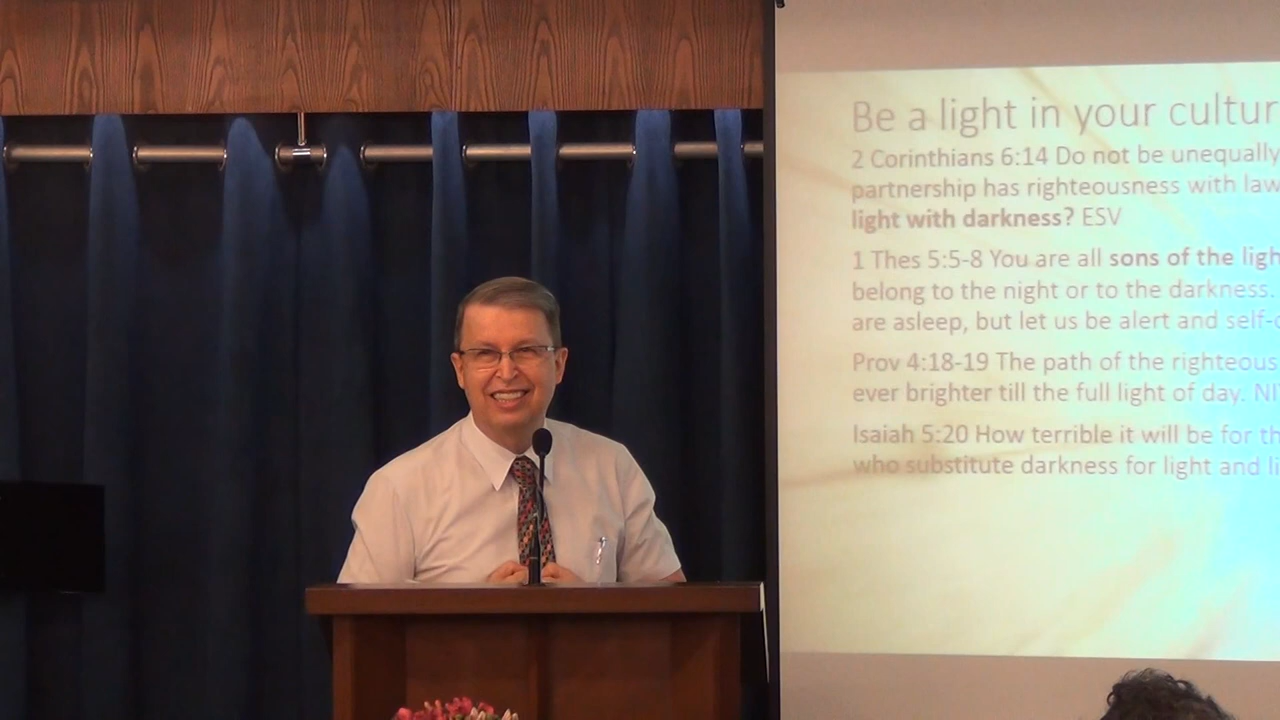 Be a light in your cultur
2 Corinthians 6:14 Do not be unequally
partnership has righteousness with law
light with darkness? ESV
1 Thes 5:5-8 You are all sons of the ligh
belong to the night or to the darkness.
are asleep, but let us be alert and self-c
Prov 4:18-19 The path of the righteous
ever brighter till the full light of day. NI
Isaiah 5:20 How terrible it will be for th
who substitute darkness for light and li